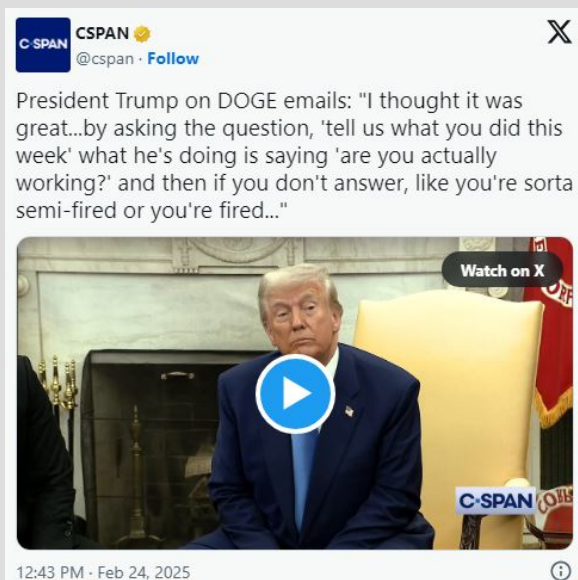 C-SPAN
CSPAN
@cspan · Follow
President Trump on DOGE emails: "I thought it was
great...by asking the question, 'tell us what you did this
week' what he's doing is saying 'are you actually
working?' and then if you don't answer, like you're sorta
semi-fired or you're fired..."
Watch on X
C-SPAN
12:43 PM · Feb 24, 2025